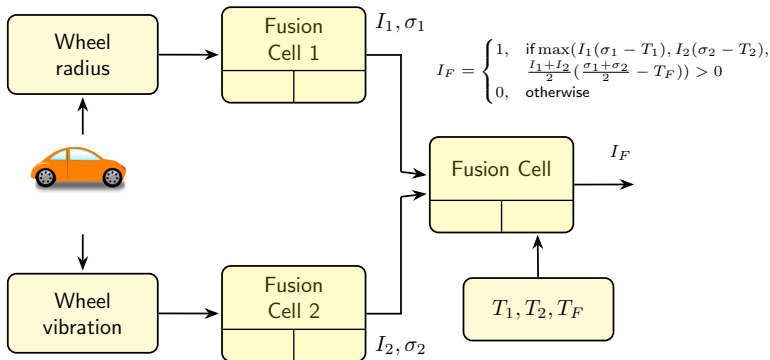 Wheel
radius
Fusion
Cell 1
I_1, σ_1
I_F = { 1, if max(I_1(σ_1 − T_1), I_2(σ_2 − T_2),
(I_1+I_2)/2 ((σ_1+σ_2)/2 − T_F)) > 0
0, otherwise
Fusion Cell
I_F
Wheel
vibration
Fusion
Cell 2
I_2, σ_2
T_1, T_2, T_F